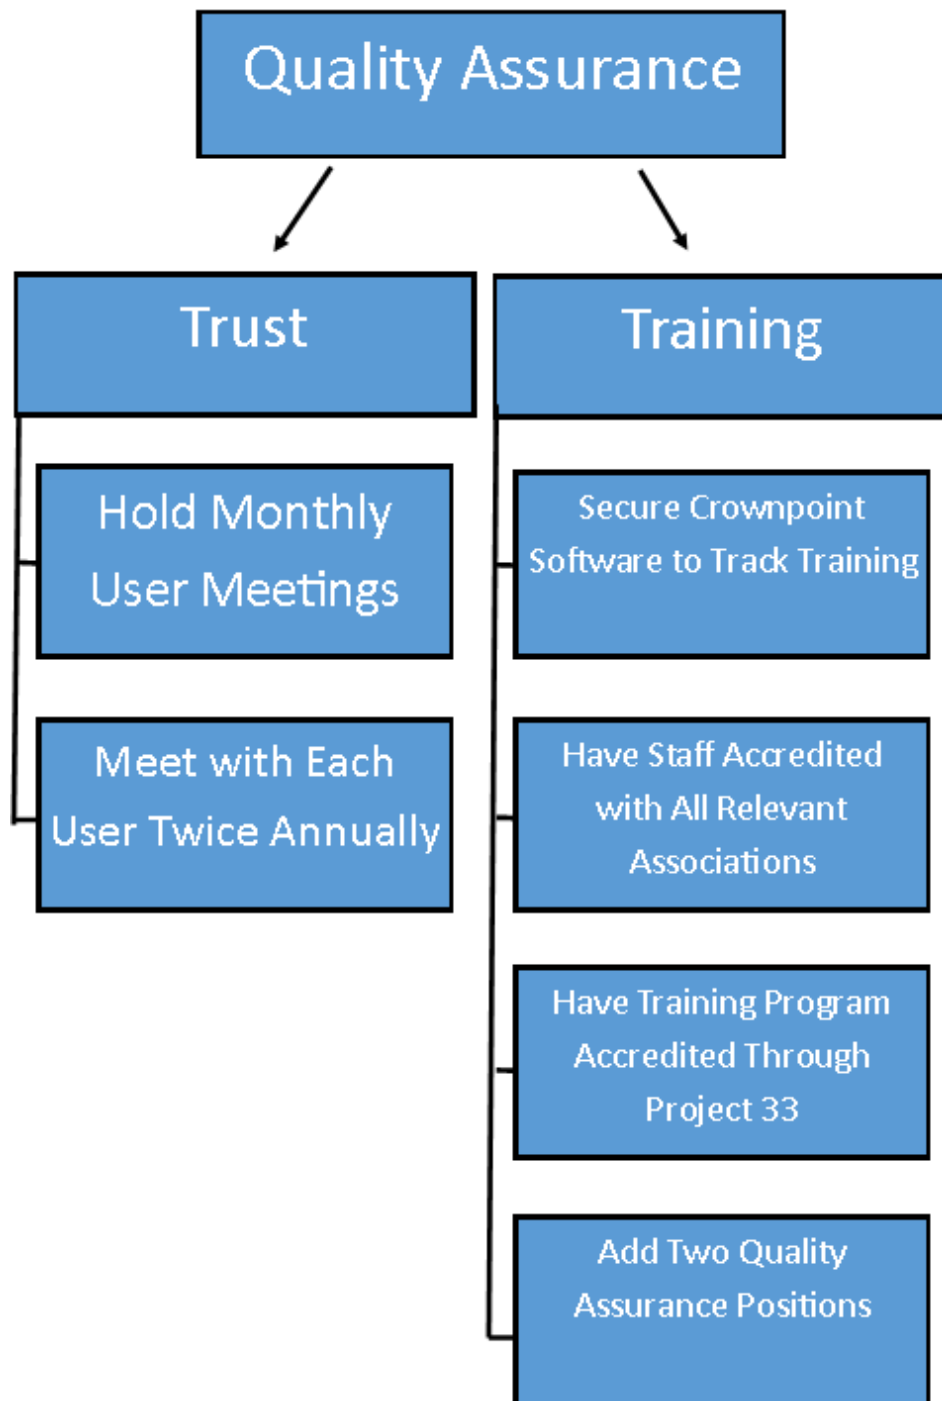 Quality Assurance
Trust
Hold Monthly
User Meetings
Meet with Each
User Twice Annually
Training
Secure Crownpoint
Software to Track Training
Have Staff Accredited
with All Relevant
Associations
Have Training Program
Accredited Through
Project 33
Add Two Quality
Assurance Positions